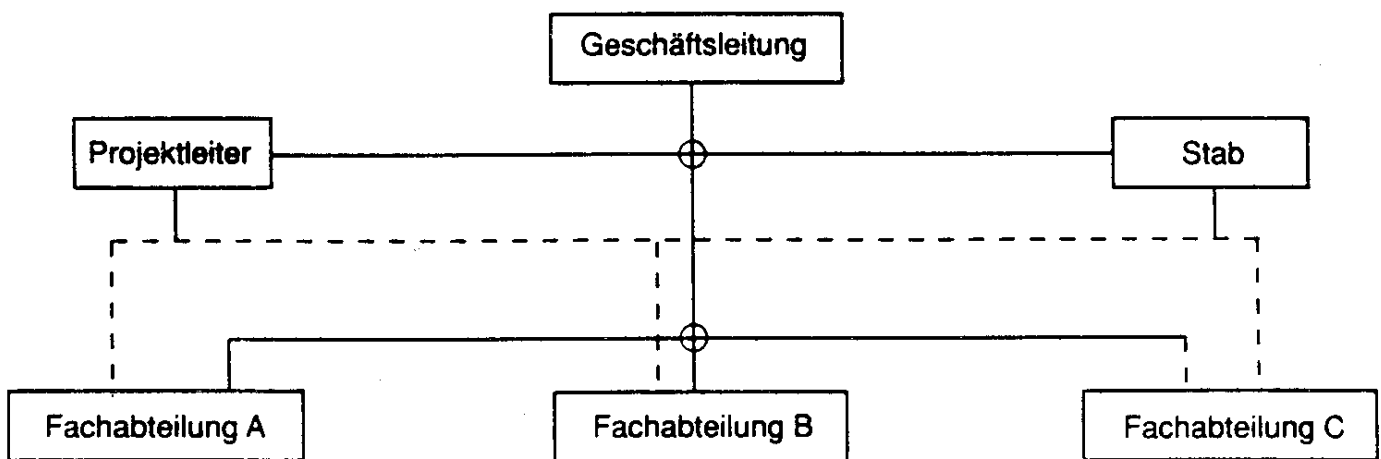 Geschäftsleitung
Projektleiter
Stab
Fachabteilung A
Fachabteilung B
Fachabteilung C